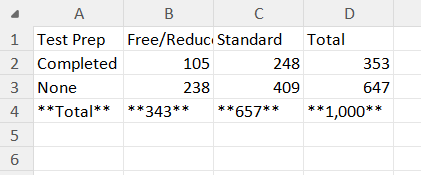 A B C D
1 Test Prep Free/Reduc Standard Total
2 Completed 105 248 353
3 None 238 409 647
4 **Total** **343** **657** **1,000**
5
6